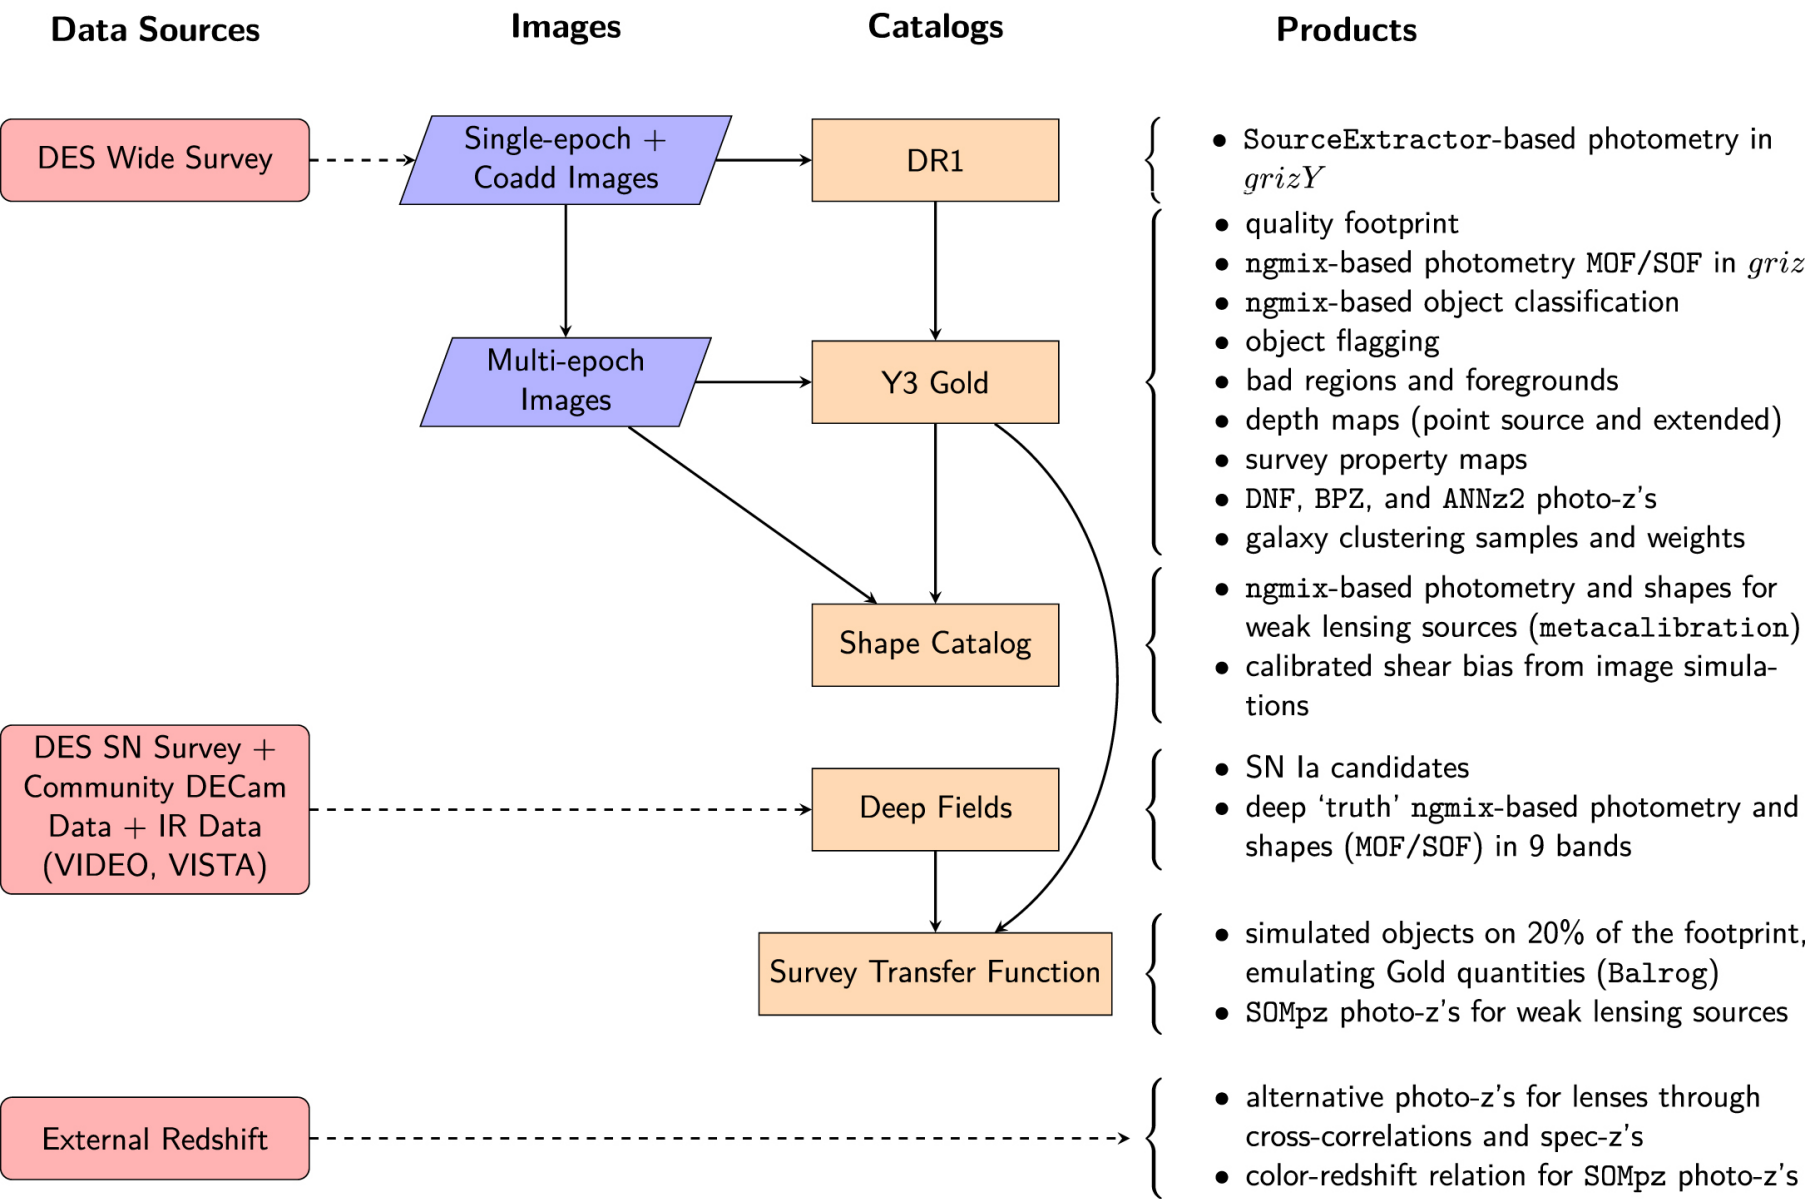 Data Sources
Images
Catalogs
Products
DES Wide Survey
Single-epoch +
Coadd Images
DR1
• SourceExtractor-based photometry in
grizY
• quality footprint
• ngmix-based photometry MOF/SOF in griz
• ngmix-based object classification
• object flagging
• bad regions and foregrounds
• depth maps (point source and extended)
• survey property maps
• DNF, BPZ, and ANNz2 photo-z's
• galaxy clustering samples and weights
Multi-epoch
Images
Y3 Gold
Shape Catalog
• ngmix-based photometry and shapes for
weak lensing sources (metacalibration)
• calibrated shear bias from image simula-
tions
DES SN Survey +
Community DECam
Data + IR Data
(VIDEO, VISTA)
Deep Fields
• SN Ia candidates
• deep ‘truth’ ngmix-based photometry and
shapes (MOF/SOF) in 9 bands
Survey Transfer Function
• simulated objects on 20% of the footprint,
emulating Gold quantities (Balrog)
• SOMpz photo-z's for weak lensing sources
External Redshift
• alternative photo-z's for lenses through
cross-correlations and spec-z's
• color-redshift relation for SOMpz photo-z's